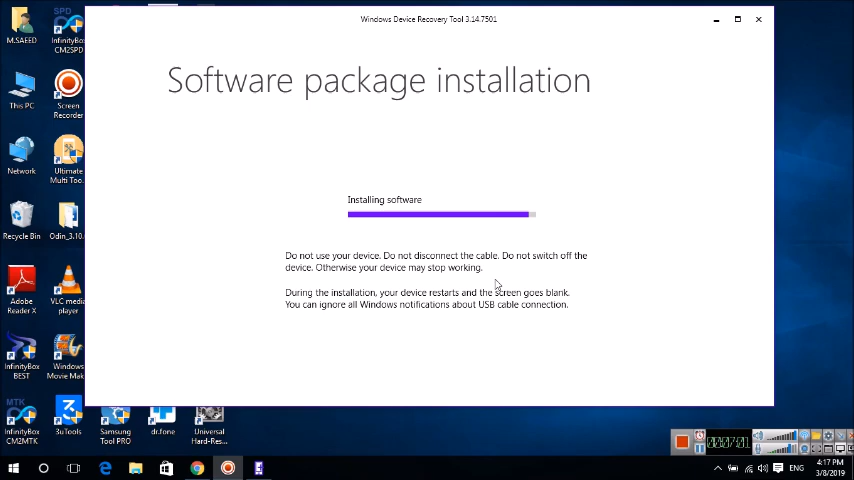 Windows Device Recovery Tool 3.14.7501
Software package installation
Installing software
Do not use your device. Do not disconnect the cable. Do not switch off the
device. Otherwise your device may stop working.
During the installation, your device restarts and the screen goes blank.
You can ignore all Windows notifications about USB cable connection.
M.SAEED
SPD
InfinityBox
CM2SPD
This PC
Screen
Recorder
Network
Ultimate
Multi Too...
Recycle Bin
Odin_3.10.
Adobe
Reader X
VLC media
player
InfinityBox
BEST
Windows
Movie Mak
MTK
InfinityBox
CM2MTK
3uTools
Samsung
Tool PRO
dr.fone
Universal
Hard-Res...
00:07:01
ENG
4:17 PM
3/8/2019